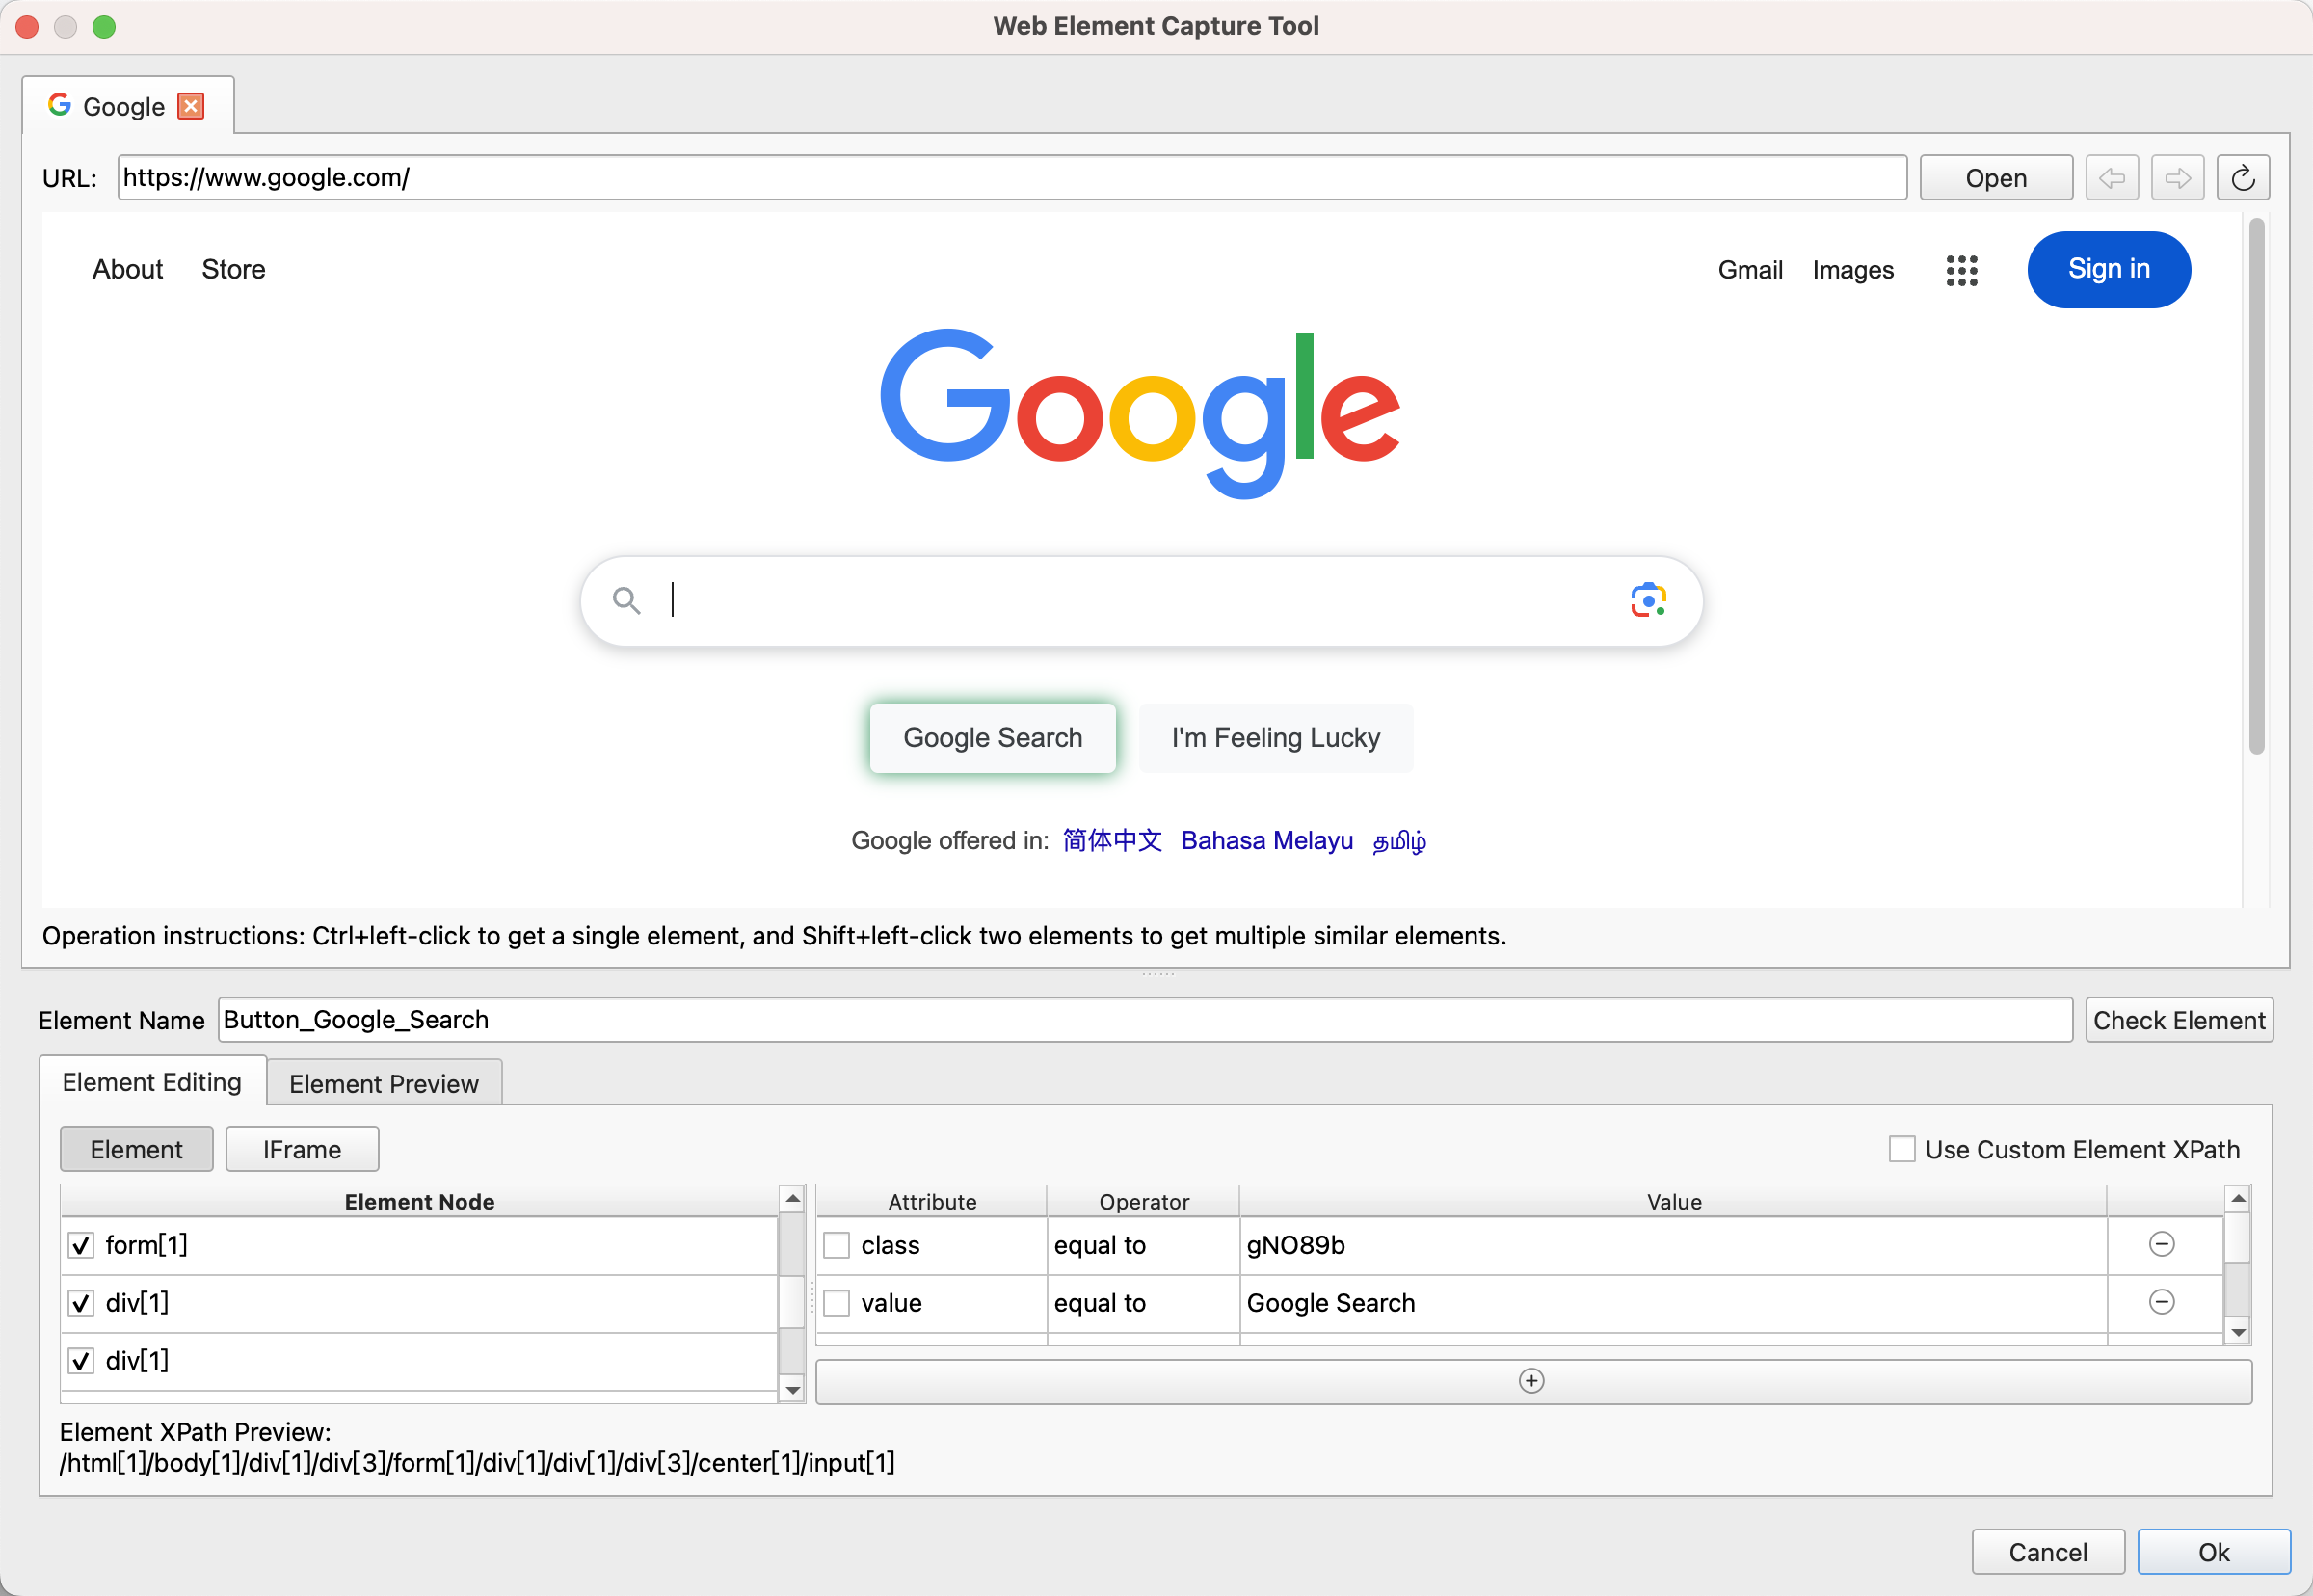 Web Element Capture Tool
Google
URL: https://www.google.com/ Open
About Store Gmail Images Sign in
Google
Google Search I'm Feeling Lucky
Google offered in: 简体中文 Bahasa Melayu தமிழ்
Operation instructions: Ctrl+left-click to get a single element, and Shift+left-click two elements to get multiple similar elements.
Element Name Button_Google_Search Check Element
Element Editing Element Preview
Element IFrame Use Custom Element XPath
Element Node Attribute Operator Value
form[1] class equal to gNO89b
div[1] value equal to Google Search
div[1]
Element XPath Preview:
/html[1]/body[1]/div[1]/div[3]/form[1]/div[1]/div[1]/div[3]/center[1]/input[1]
Cancel Ok